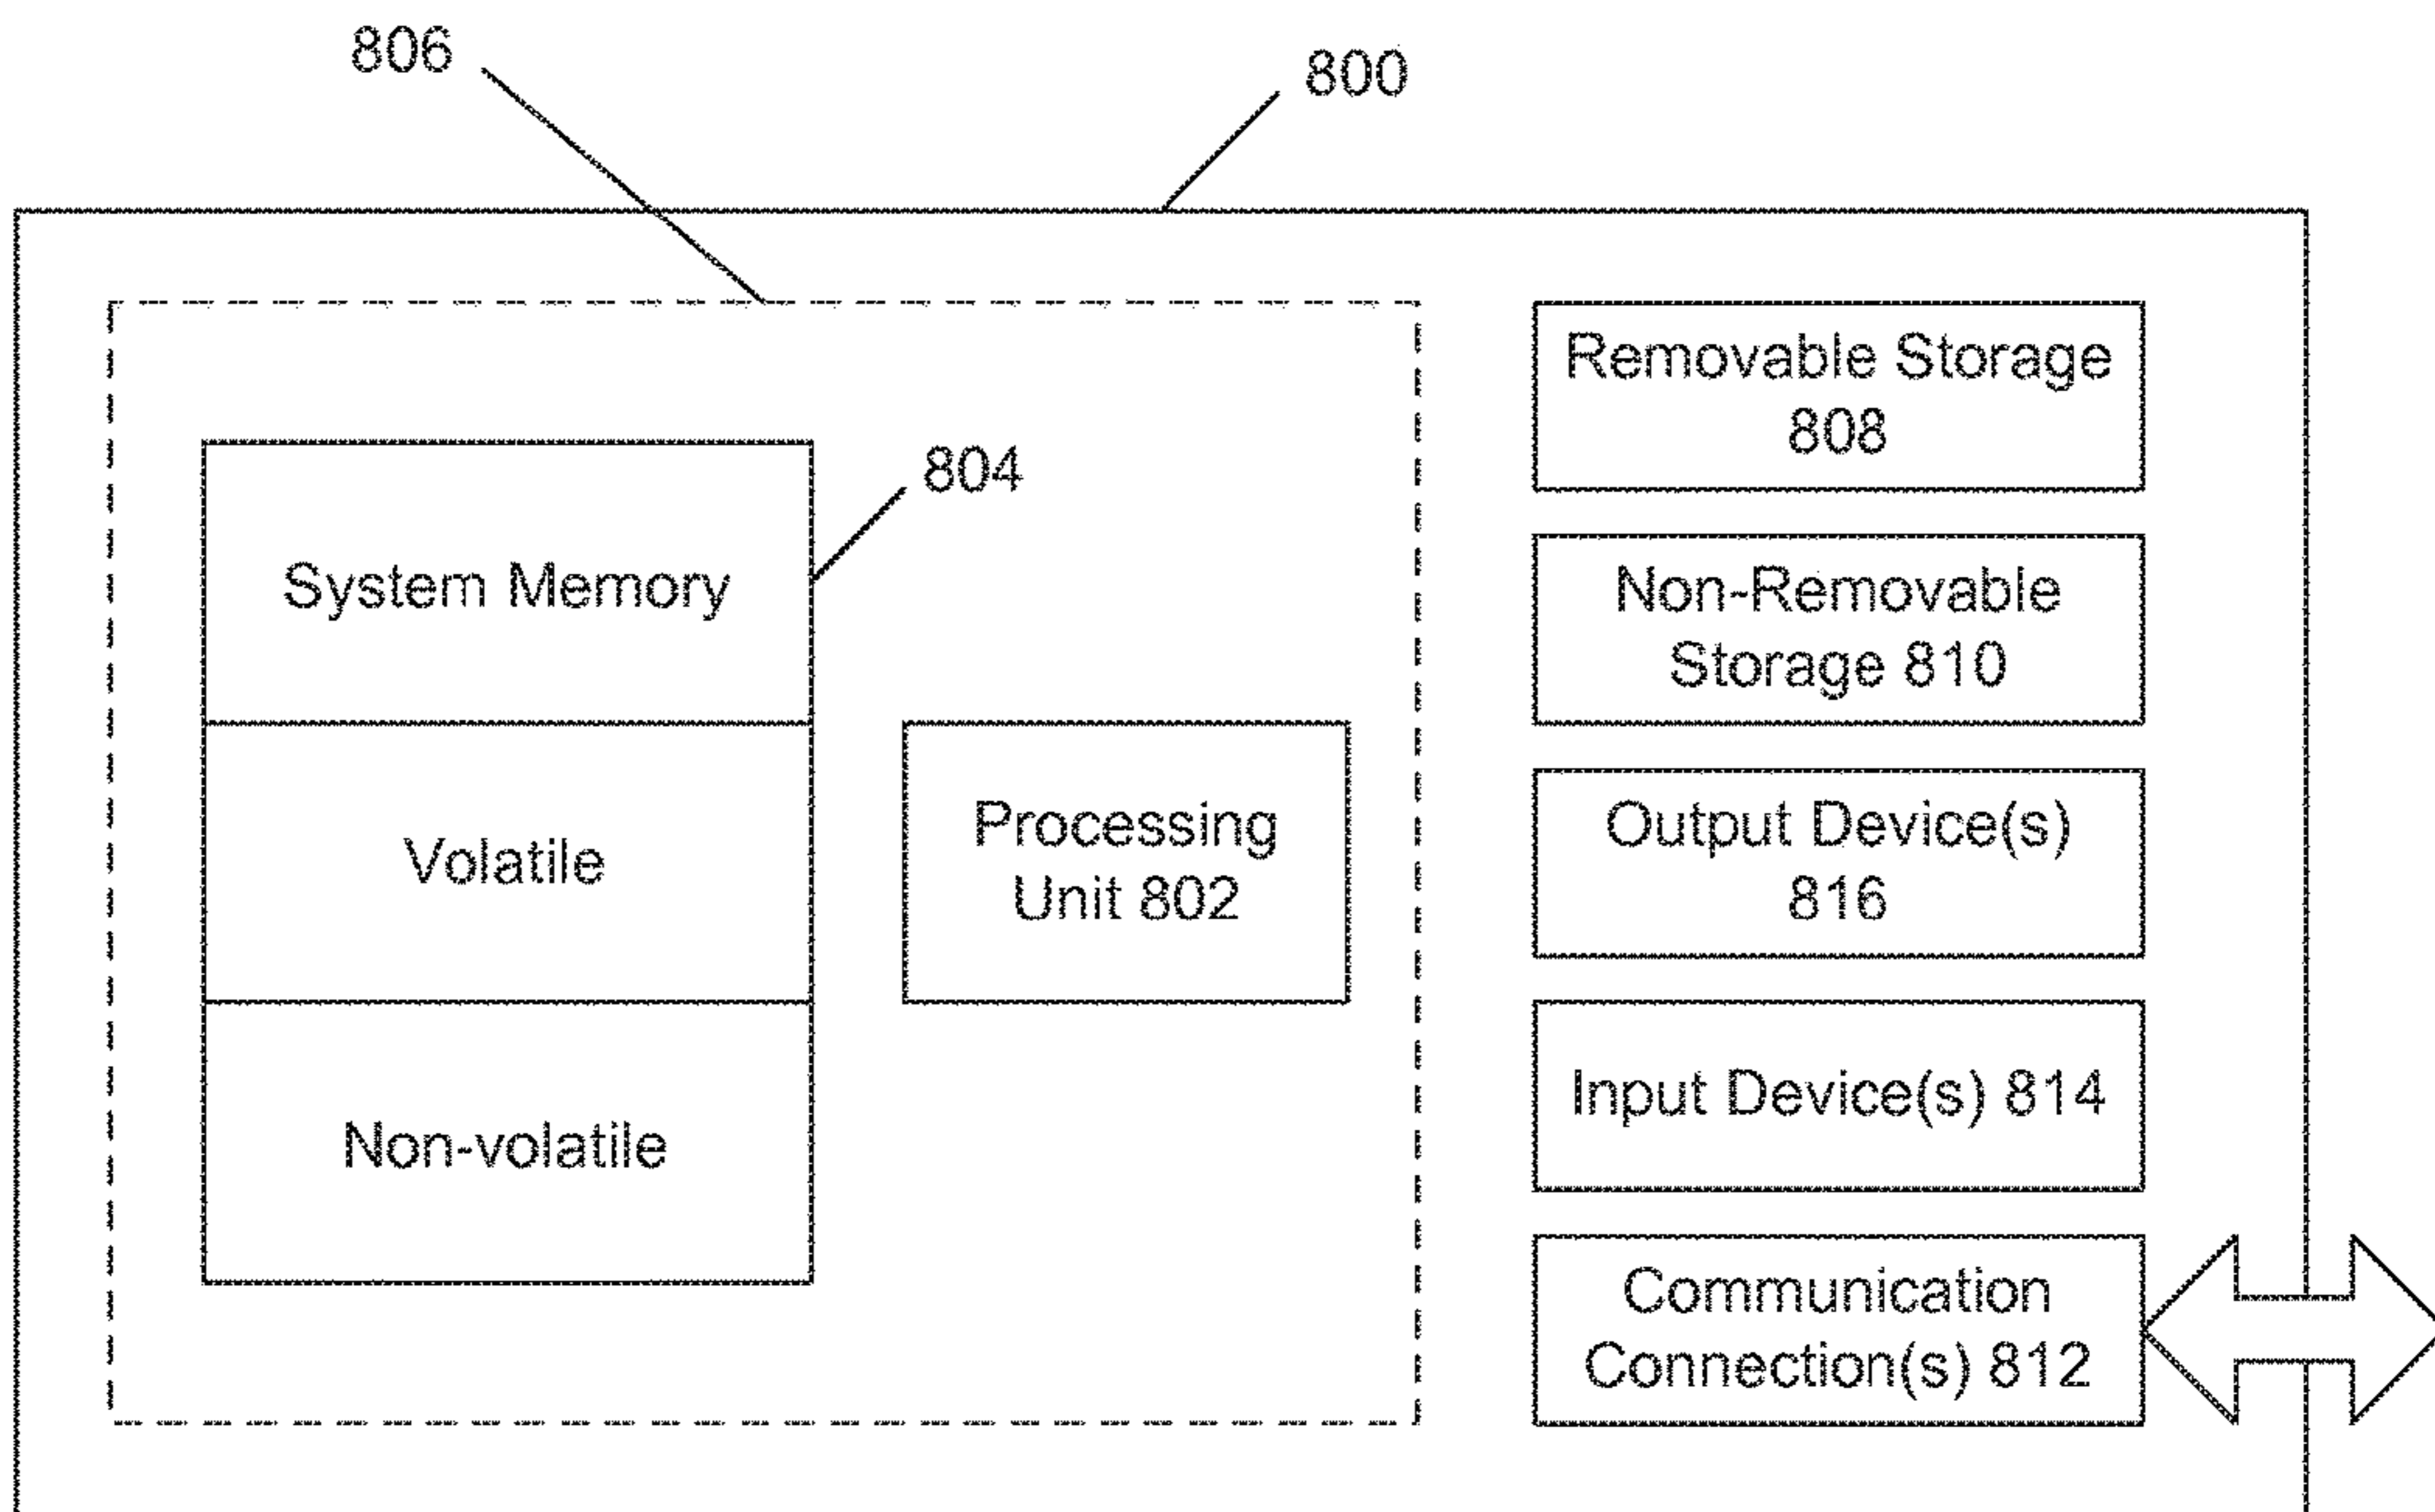 806
800
804
System Memory
Volatile
Non-volatile
Processing
Unit 802
Removable Storage
808
Non-Removable
Storage 810
Output Device(s)
816
Input Device(s) 814
Communication
Connection(s) 812